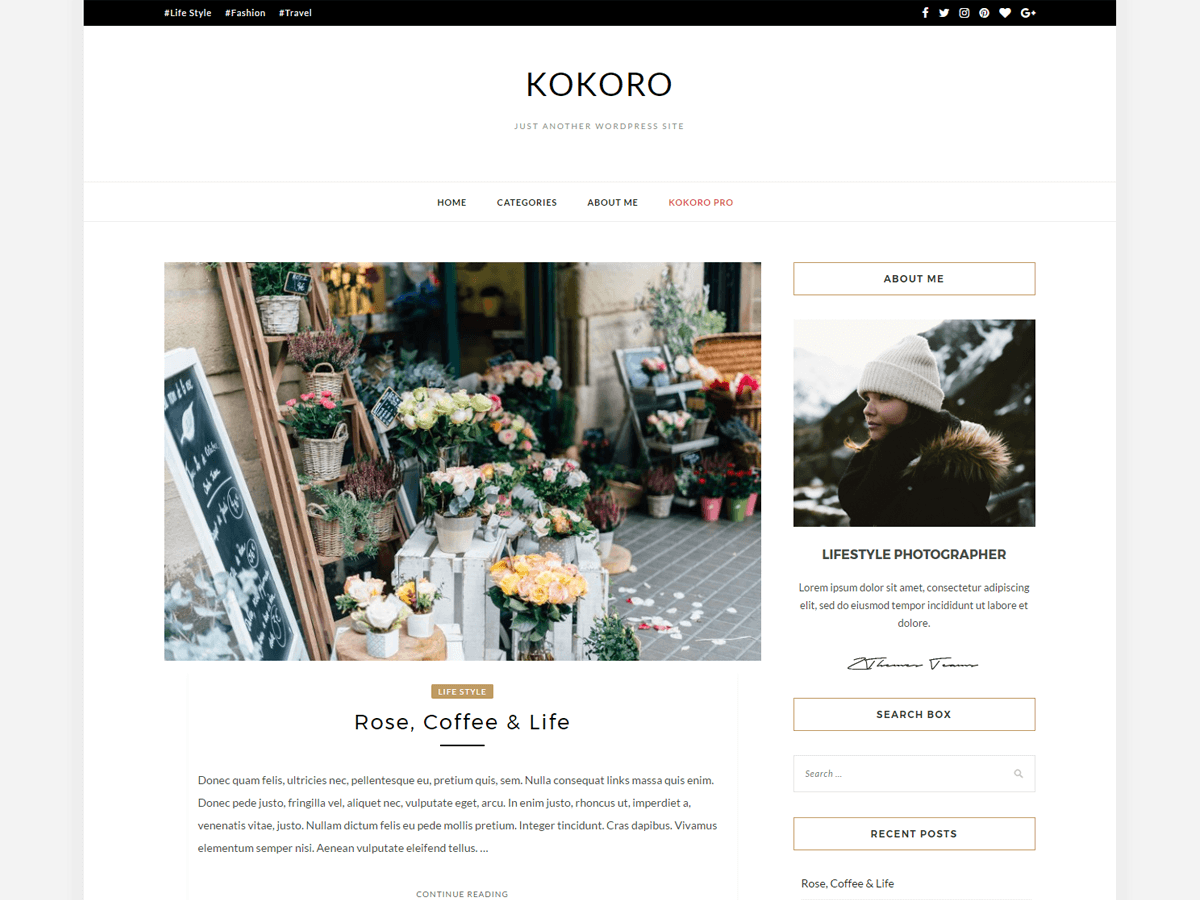 #Life Style #Fashion #Travel
KOKORO
JUST ANOTHER WORDPRESS SITE
HOME CATEGORIES ABOUT ME KOKORO PRO
LIFE STYLE
Rose, Coffee & Life
Donec quam felis, ultricies nec, pellentesque eu, pretium quis, sem. Nulla consequat links massa quis enim.
Donec pede justo, fringilla vel, aliquet nec, vulputate eget, arcu. In enim justo, rhoncus ut, imperdiet a,
venenatis vitae, justo. Nullam dictum felis eu pede mollis pretium. Integer tincidunt. Cras dapibus. Vivamus
elementum semper nisi. Aenean vulputate eleifend tellus. …
CONTINUE READING
ABOUT ME
LIFESTYLE PHOTOGRAPHER
Lorem ipsum dolor sit amet, consectetur adipiscing
elit, sed do eiusmod tempor incididunt ut labore et
dolore.
ZThemes Teams
SEARCH BOX
Search …
RECENT POSTS
Rose, Coffee & Life